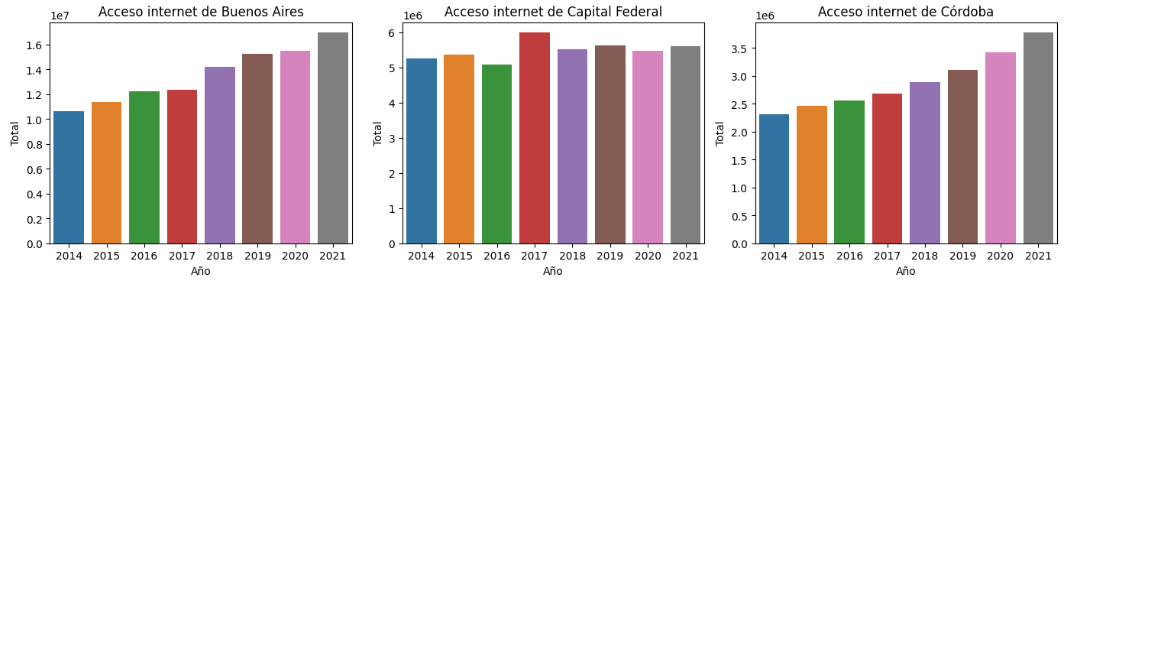 Acceso internet de Buenos Aires
1e7
Total
1.6
1.4
1.2
1.0
0.8
0.6
0.4
0.2
0.0
2014 2015 2016 2017 2018 2019 2020 2021
Año
Acceso internet de Capital Federal
1e6
Total
6
5
4
3
2
1
0
2014 2015 2016 2017 2018 2019 2020 2021
Año
Acceso internet de Córdoba
1e6
Total
3.5
3.0
2.5
2.0
1.5
1.0
0.5
0.0
2014 2015 2016 2017 2018 2019 2020 2021
Año